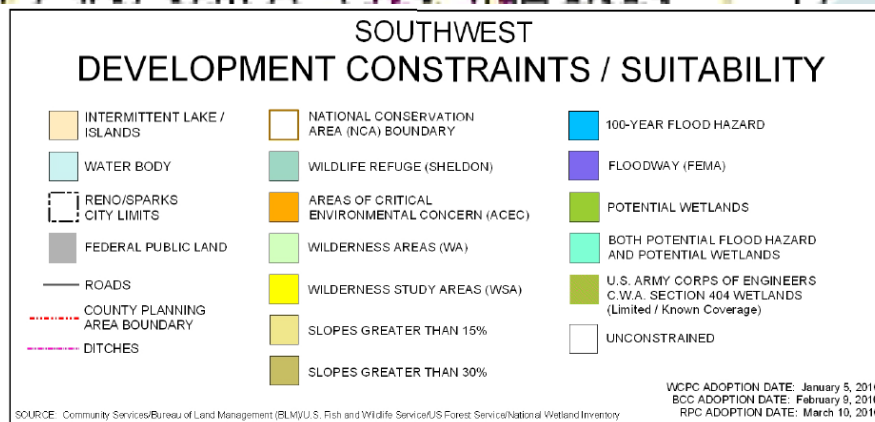 SOUTHWEST
DEVELOPMENT CONSTRAINTS / SUITABILITY
INTERMITTENT LAKE /
ISLANDS
WATER BODY
RENO/SPARKS
CITY LIMITS
FEDERAL PUBLIC LAND
ROADS
COUNTY PLANNING
AREA BOUNDARY
DITCHES
NATIONAL CONSERVATION
AREA (NCA) BOUNDARY
WILDLIFE REFUGE (SHELDON)
AREAS OF CRITICAL
ENVIRONMENTAL CONCERN (ACEC)
WILDERNESS AREAS (WA)
WILDERNESS STUDY AREAS (WSA)
SLOPES GREATER THAN 15%
SLOPES GREATER THAN 30%
100-YEAR FLOOD HAZARD
FLOODWAY (FEMA)
POTENTIAL WETLANDS
BOTH POTENTIAL FLOOD HAZARD
AND POTENTIAL WETLANDS
U.S. ARMY CORPS OF ENGINEERS
C.W.A. SECTION 404 WETLANDS
(Limited / Known Coverage)
UNCONSTRAINED
WCPC ADOPTION DATE: January 5,
BCC ADOPTION DATE: February 9,
RPC ADOPTION DATE: March 10,
SOURCE: Community Services/Bureau of Land Management (BLM)/U.S. Fish and Wildlife Service/US Forest Service/National Wetland Inventory